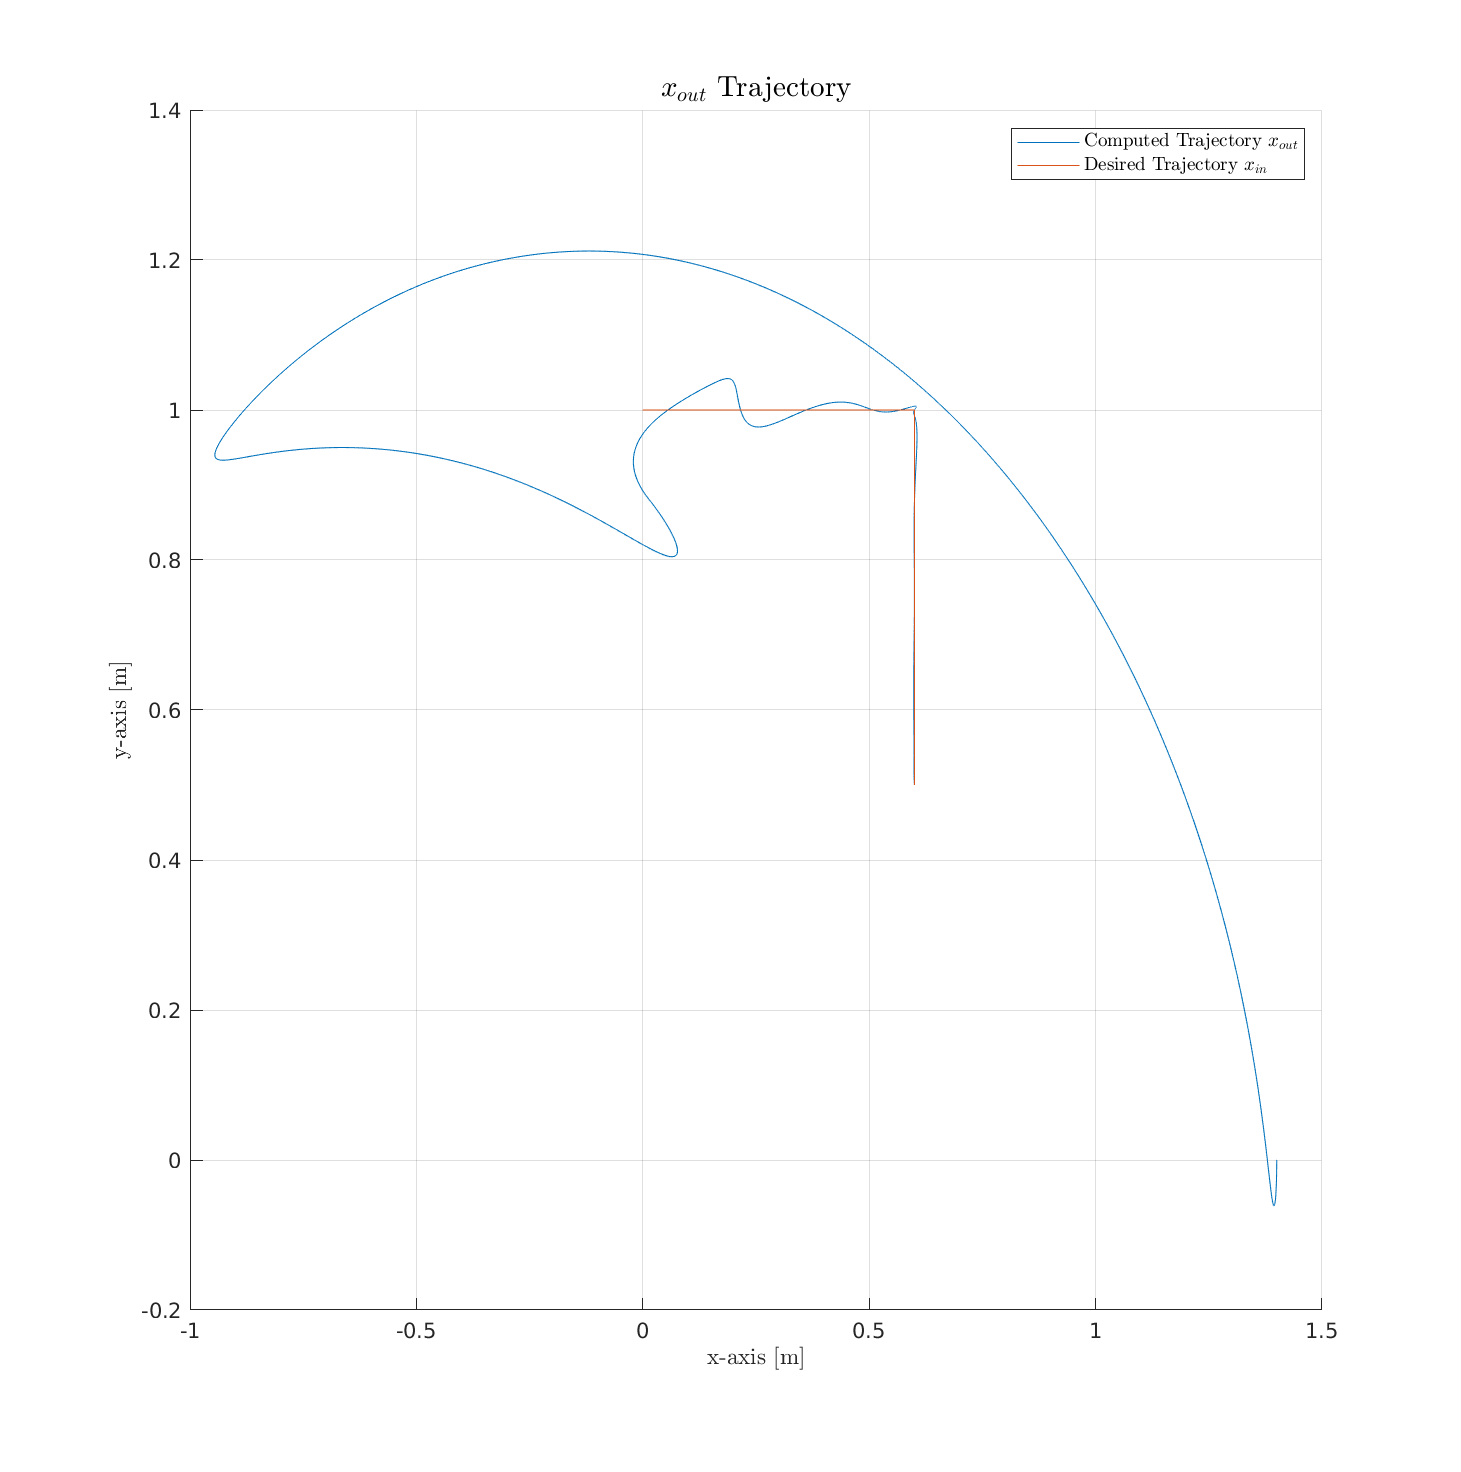 x_out Trajectory
1.4
Computed Trajectory x_out
Desired Trajectory x_in
1.2
1
0.8
y-axis [m]
0.6
0.4
0.2
0
-0.2
-1 -0.5 0 0.5 1 1.5
x-axis [m]